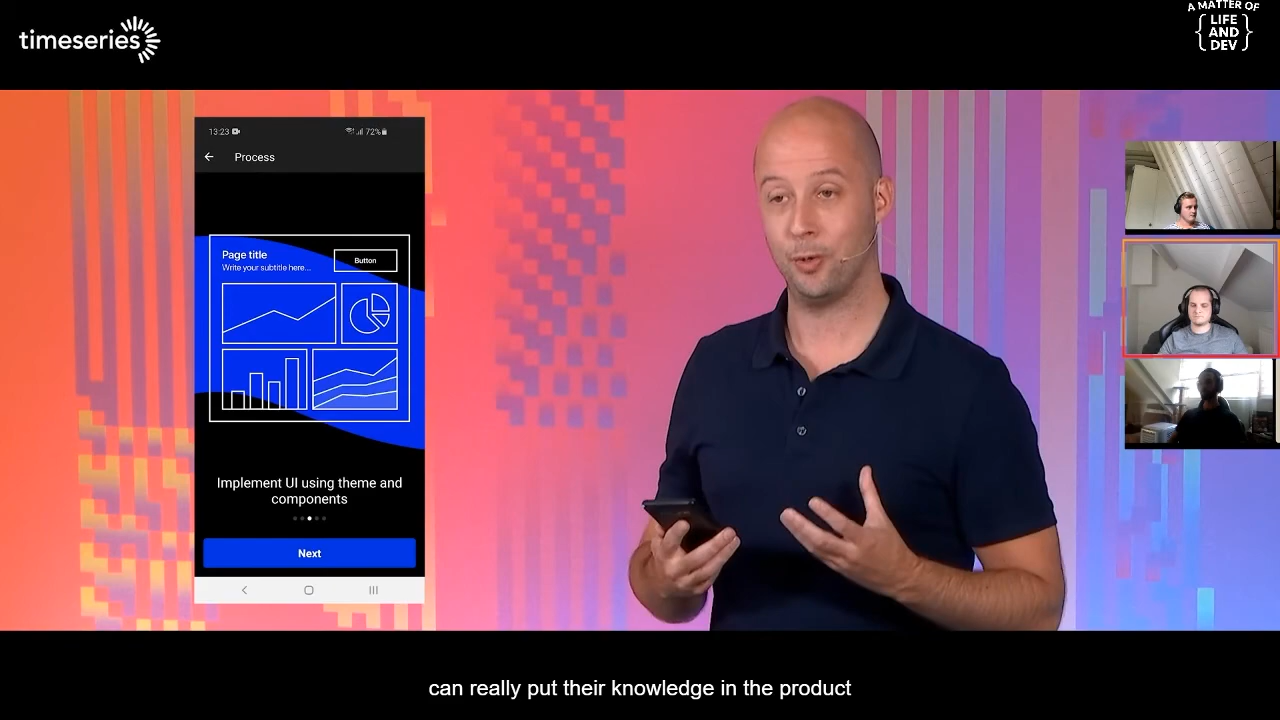 timeseries
A MATTER OF
{LIFE
AND
DEV}
13:23
72%
Process
Page title
Write your subtitle here...
Button
Implement UI using theme and
components
Next
can really put their knowledge in the product